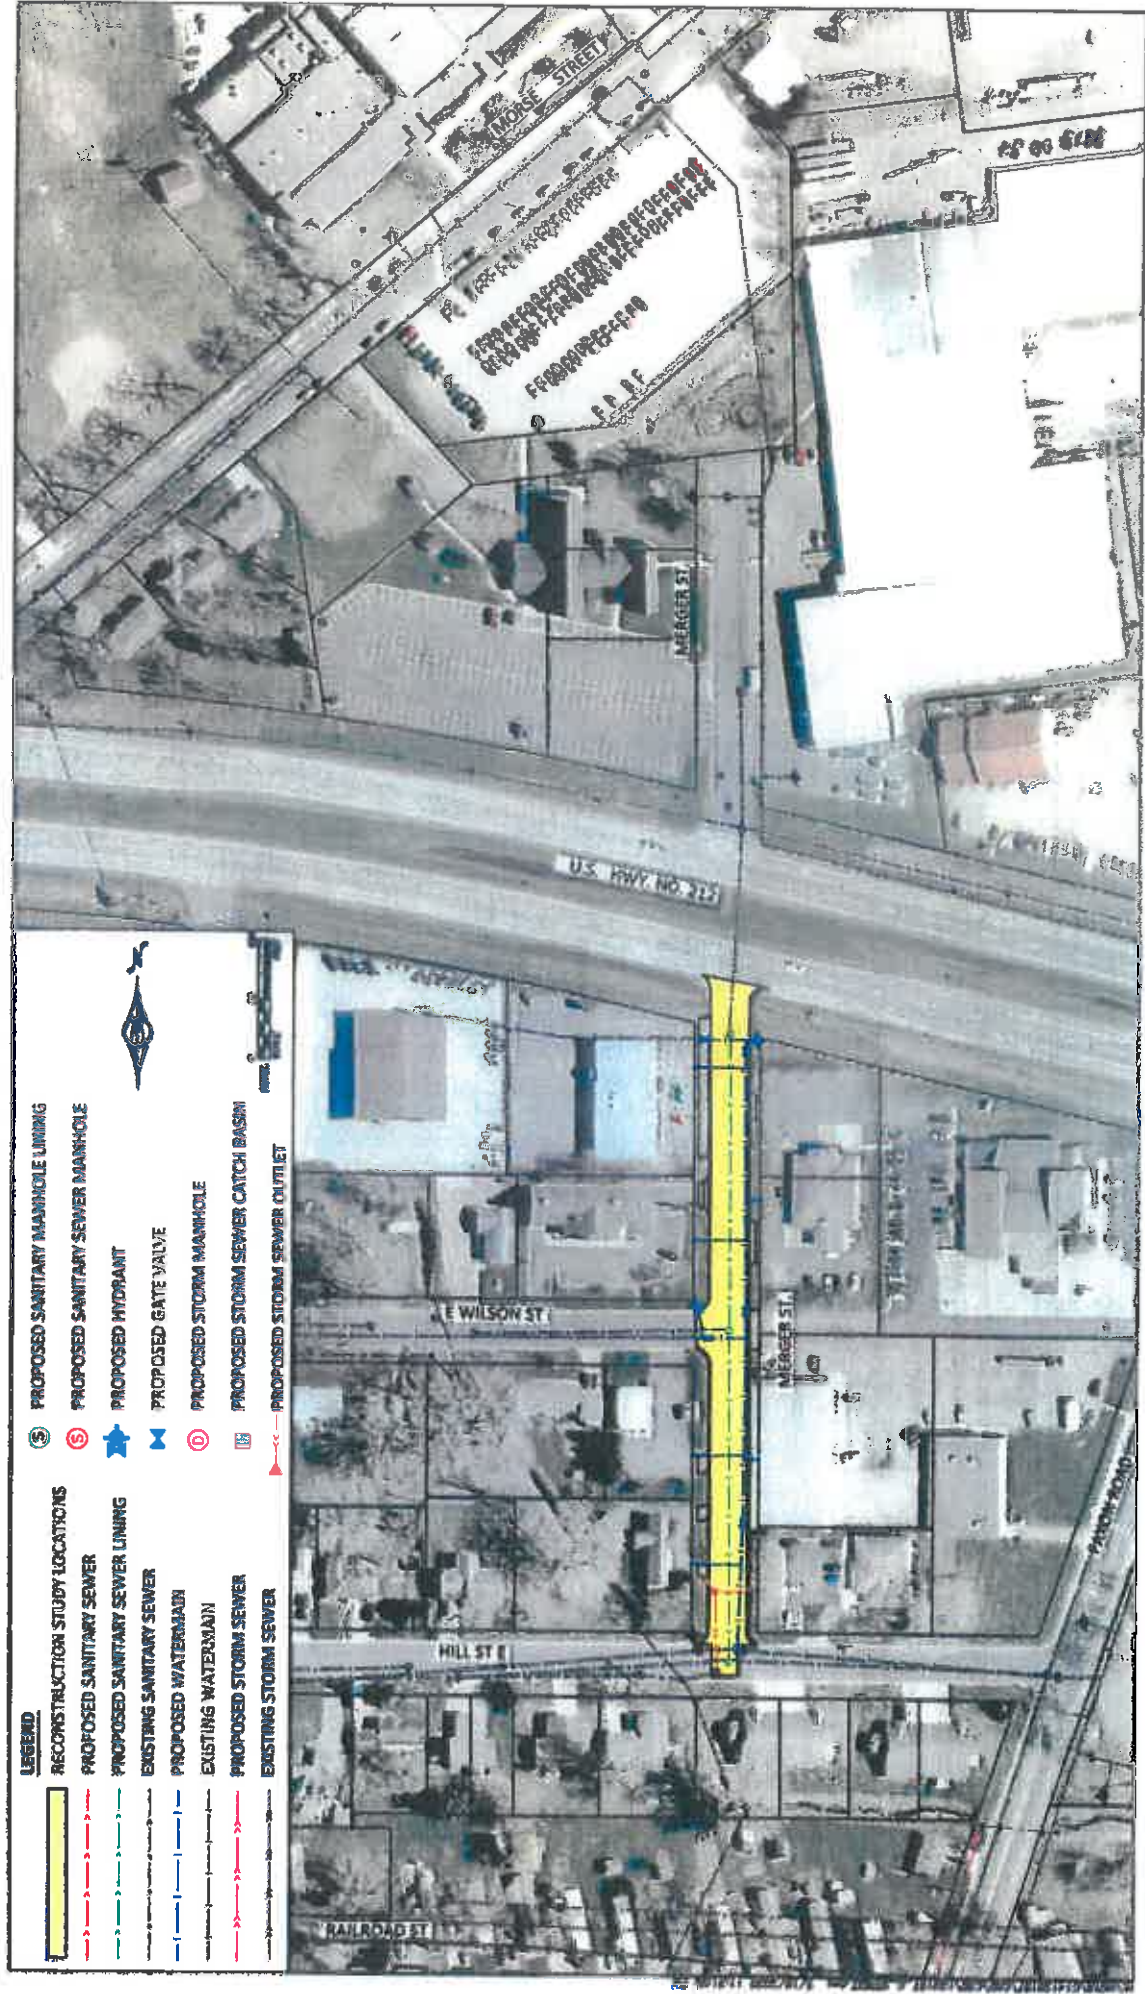 LEGEND
RECONSTRUCTION STUDY LOCATIONS
PROPOSED SANITARY SEWER
PROPOSED SANITARY SEWER LINING
EXISTING SANITARY SEWER
PROPOSED WATERMAIN
EXISTING WATERMAIN
PROPOSED STORM SEWER
EXISTING STORM SEWER
S PROPOSED SANITARY MANHOLE LINING
S PROPOSED SANITARY SEWER MANHOLE
PROPOSED HYDRANT
PROPOSED GATE VALVE
D PROPOSED STORM MANHOLE
PROPOSED STORM SEWER CATCH BASIN
PROPOSED STORM SEWER OUTLET
MORSE STREET
MERGER ST
U.S. HWY. NO. 212
E WILSON ST
MERGER ST
HILL ST E
RAILROAD ST
FAXON ROAD